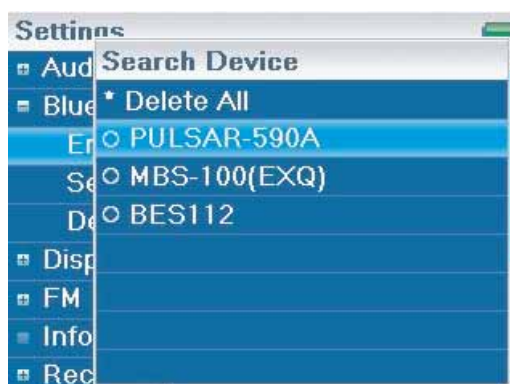 Settings
Search Device
* Delete All
PULSAR-590A
MBS-100(EXQ)
BES112
Aud
Blue
Er
Se
De
Disp
FM
Info
Rec